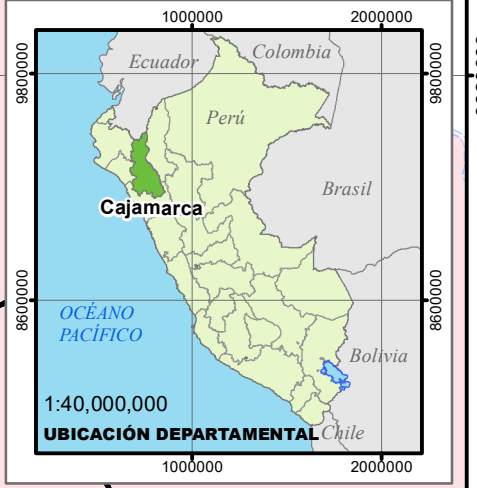 1000000 2000000
9800000 9800000
Ecuador
Colombia
Perú
Brasil
Cajamarca
8600000 8600000
OCÉANO
PACÍFICO
Bolivia
1:40,000,000
UBICACIÓN DEPARTAMENTAL
Chile
1000000 2000000